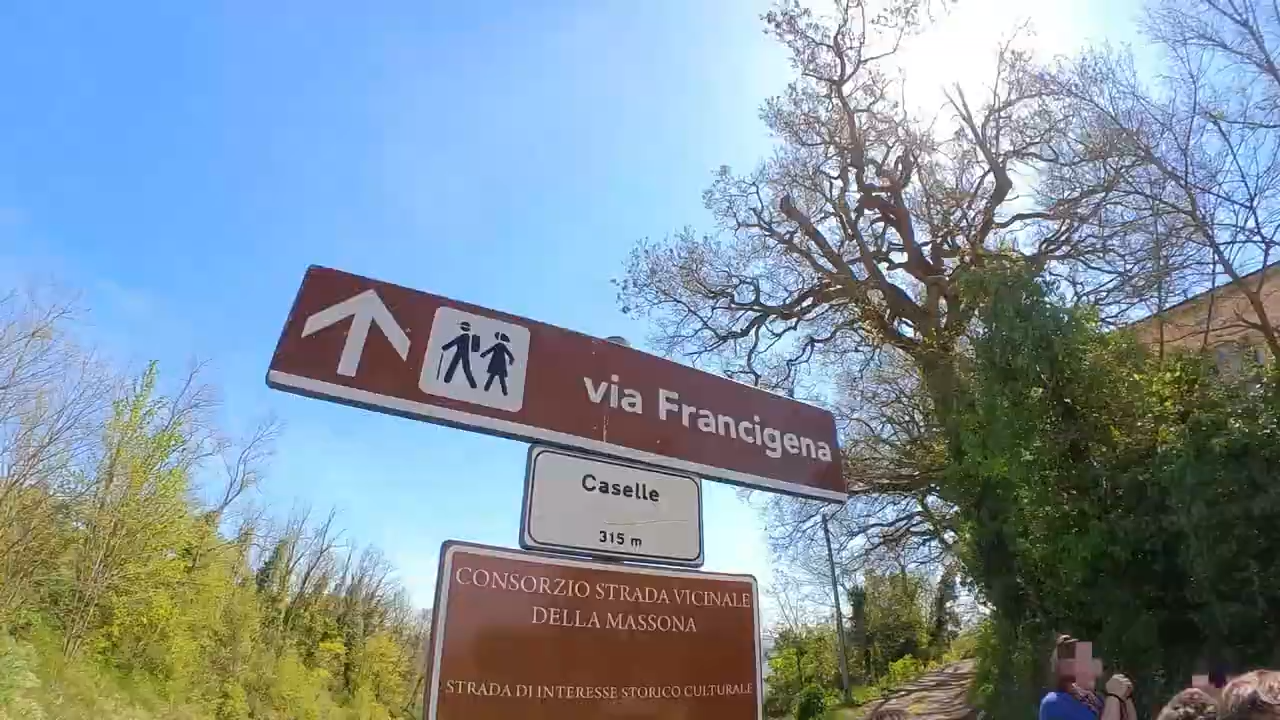 via Francigena
Caselle
315 m
CONSORZIO STRADA VICINALE
DELLA MASSONA
STRADA DI INTERESSE STORICO CULTURALE